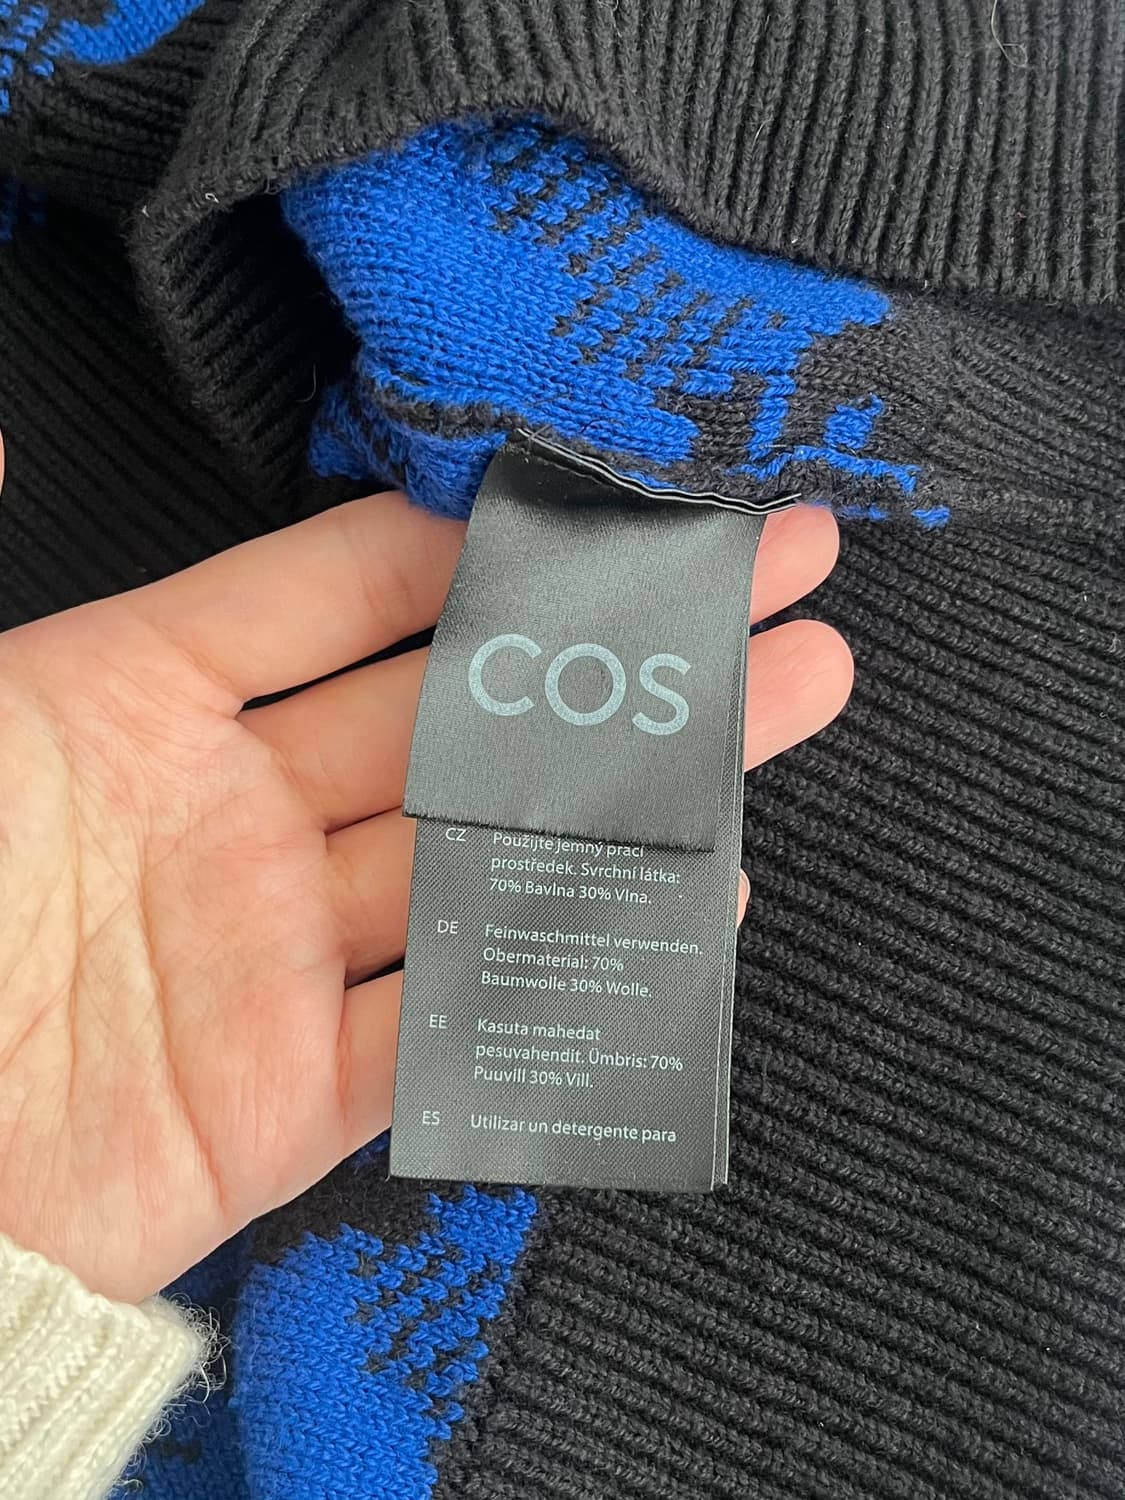 COS
CZ Použijte jemný prací
prostředek. Svrchní látka:
70% Bavlna 30% Vlna.
DE Feinwaschmittel verwenden.
Obermaterial: 70%
Baumwolle 30% Wolle.
EE Kasuta mahedat
pesuvahendit. Ümbris: 70%
Puuvill 30% Vill.
ES Utilizar un detergente para